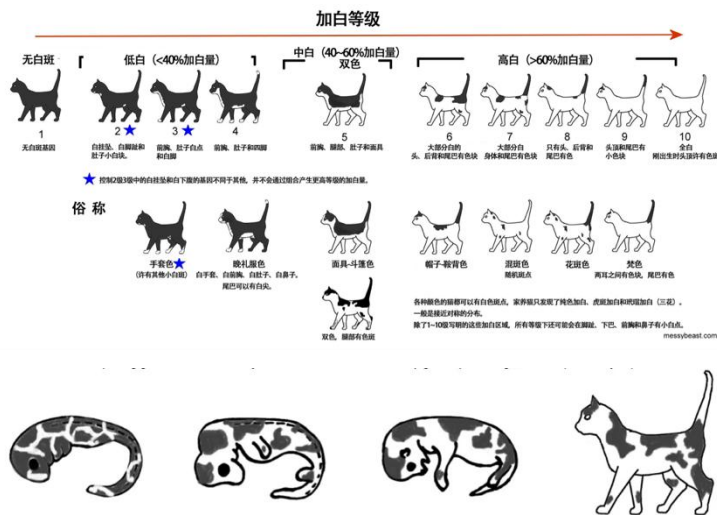 加白等级
无白斑
低白（<40%加白量）
中白（40~60%加白量）
双色
高白（>60%加白量）
1
2
3
4
5
6
7
8
9
10
无白斑基因
白挂坠、白脚趾和
肚子小白块。
前胸、肚子白点
和白脚
前胸、肚子和四脚
前胸、腿部、肚子和面具
大部分白的
头、后背和尾巴有色块
大部分白
身体和尾巴有色块
只有头、后背和
尾巴有色
头顶和尾巴有
小色块
全白
刚出生时头顶许有色斑
控制2级3级中的白挂坠和白下腹的基因不同于其他，并不会通过组合产生更高等级的加白量。
俗 称
手套色
(许有其他小白斑)
晚礼服色
白手套、白前胸、白肚子、白鼻子。
尾巴可以有白尖。
面具-斗篷色
帽子-鞍背色
混斑色
随机斑点
花斑色
梵色
两耳之间有色块，尾巴有色
双色，腿部有色斑
各种颜色的猫都可以有白色斑点，家养猫只发现了纯色加白、虎斑加白和玳瑁加白（三花）。
一般是接近对称的分布。
除了1~10级写明的这些加白区域，所有等级下还可能会在脚趾、下巴、前胸和鼻子有小白点。
messybeast.com